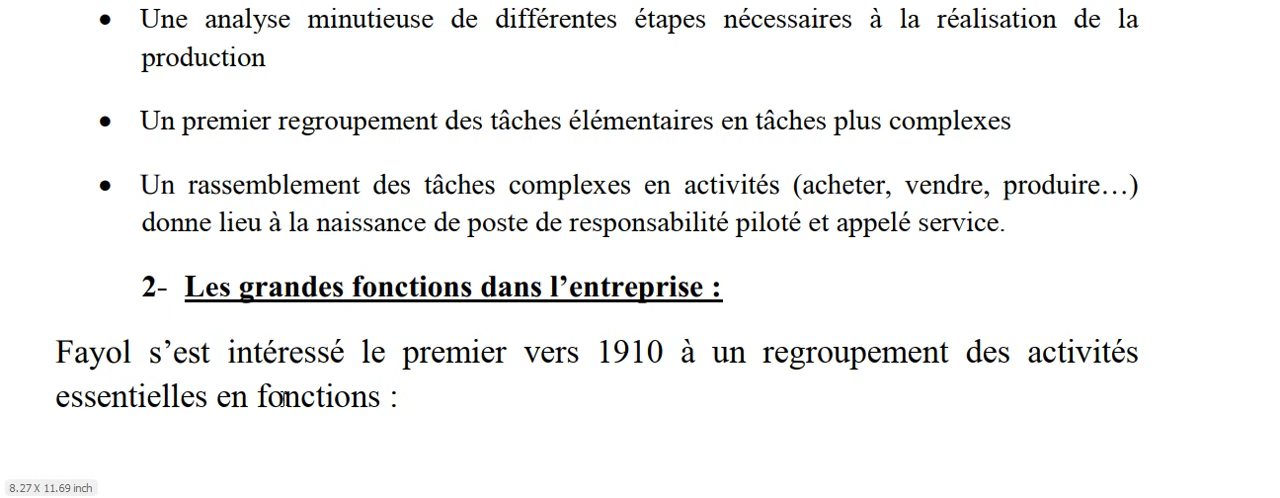 • Une analyse minutieuse de différentes étapes nécessaires à la réalisation de la
production
• Un premier regroupement des tâches élémentaires en tâches plus complexes
• Un rassemblement des tâches complexes en activités (acheter, vendre, produire…)
donne lieu à la naissance de poste de responsabilité piloté et appelé service.
2- Les grandes fonctions dans l’entreprise :
Fayol s’est intéressé le premier vers 1910 à un regroupement des activités
essentielles en fonctions :
8.27 X 11.69 inch